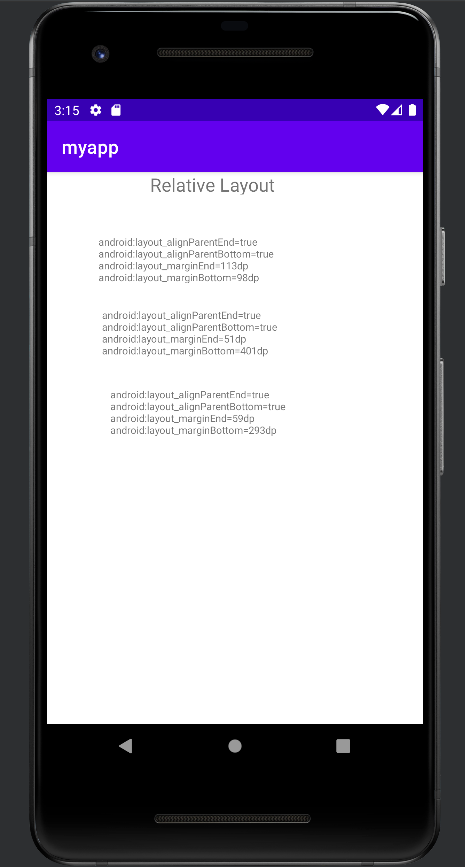 3:15
myapp
Relative Layout
android:layout_alignParentEnd=true
android:layout_alignParentBottom=true
android:layout_marginEnd=113dp
android:layout_marginBottom=98dp
android:layout_alignParentEnd=true
android:layout_alignParentBottom=true
android:layout_marginEnd=51dp
android:layout_marginBottom=401dp
android:layout_alignParentEnd=true
android:layout_alignParentBottom=true
android:layout_marginEnd=59dp
android:layout_marginBottom=293dp